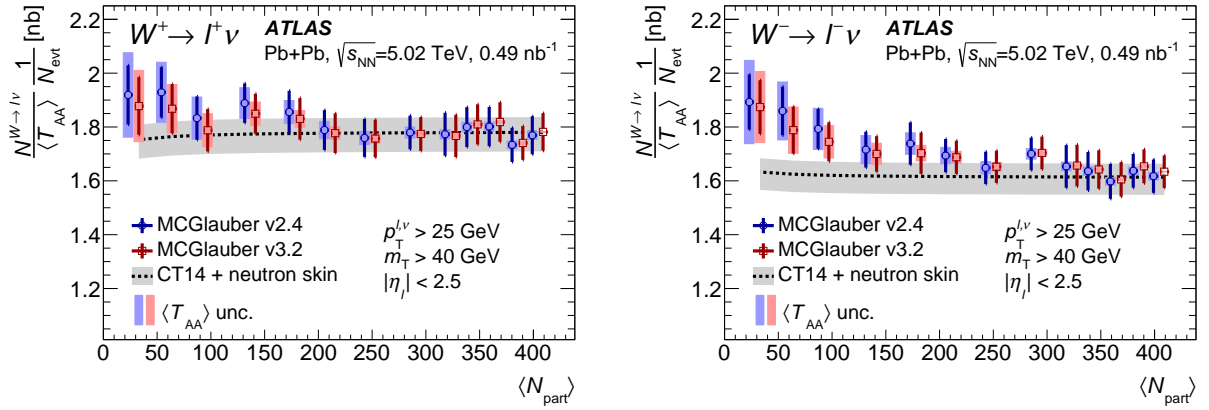 W⁺→ l⁺ν ATLAS
Pb+Pb, √sNN=5.02 TeV, 0.49 nb⁻¹
N^{W→lν} / ⟨T_AA⟩ 1 / N_evt [nb]
2.2
2
1.8
1.6
1.4
1.2
MCGlauber v2.4
MCGlauber v3.2
CT14 + neutron skin
⟨T_AA⟩ unc.
p_T^{l,ν} > 25 GeV
m_T > 40 GeV
|η_l| < 2.5
0 50 100 150 200 250 300 350 400
⟨N_part⟩
W⁻→ l⁻ν ATLAS
Pb+Pb, √sNN=5.02 TeV, 0.49 nb⁻¹
N^{W→lν} / ⟨T_AA⟩ 1 / N_evt [nb]
2.2
2
1.8
1.6
1.4
1.2
MCGlauber v2.4
MCGlauber v3.2
CT14 + neutron skin
⟨T_AA⟩ unc.
p_T^{l,ν} > 25 GeV
m_T > 40 GeV
|η_l| < 2.5
0 50 100 150 200 250 300 350 400
⟨N_part⟩